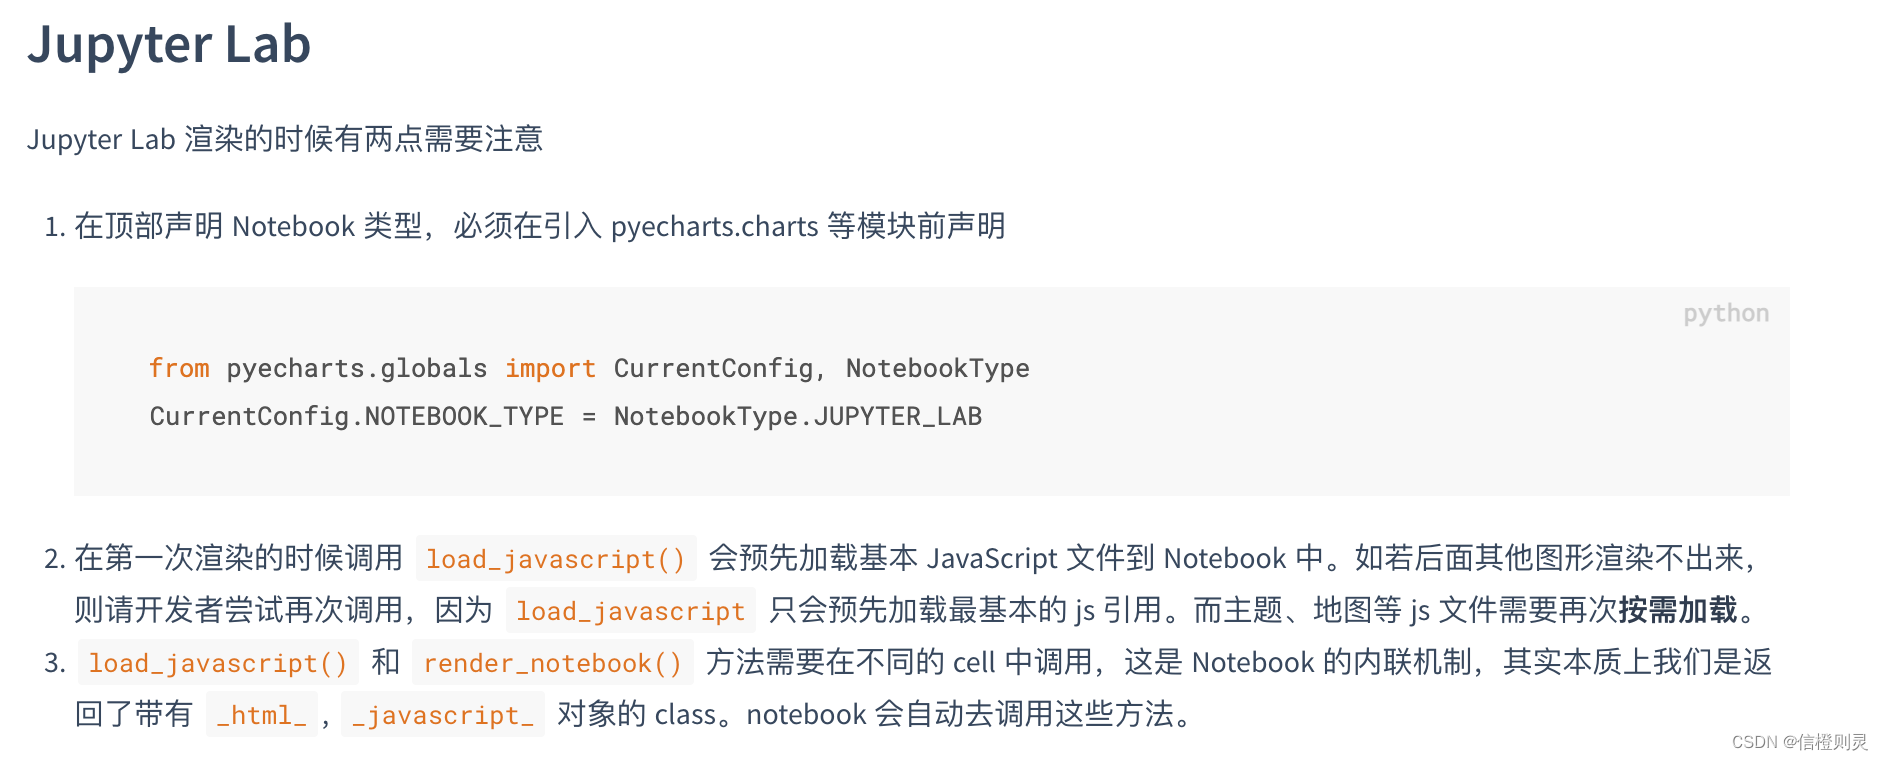 Jupyter Lab
Jupyter Lab 渲染的时候有两点需要注意
1. 在顶部声明 Notebook 类型，必须在引入 pyecharts.charts 等模块前声明
python
from pyecharts.globals import CurrentConfig, NotebookType
CurrentConfig.NOTEBOOK_TYPE = NotebookType.JUPYTER_LAB
2. 在第一次渲染的时候调用 load_javascript() 会预先加载基本 JavaScript 文件到 Notebook 中。如若后面其他图形渲染不出来，
则请开发者尝试再次调用，因为 load_javascript 只会预先加载最基本的 js 引用。而主题、地图等 js 文件需要再次按需加载。
3. load_javascript() 和 render_notebook() 方法需要在不同的 cell 中调用，这是 Notebook 的内联机制，其实本质上我们是返
回了带有 _html_ , _javascript_ 对象的 class。notebook 会自动去调用这些方法。
CSDN @信橙则灵